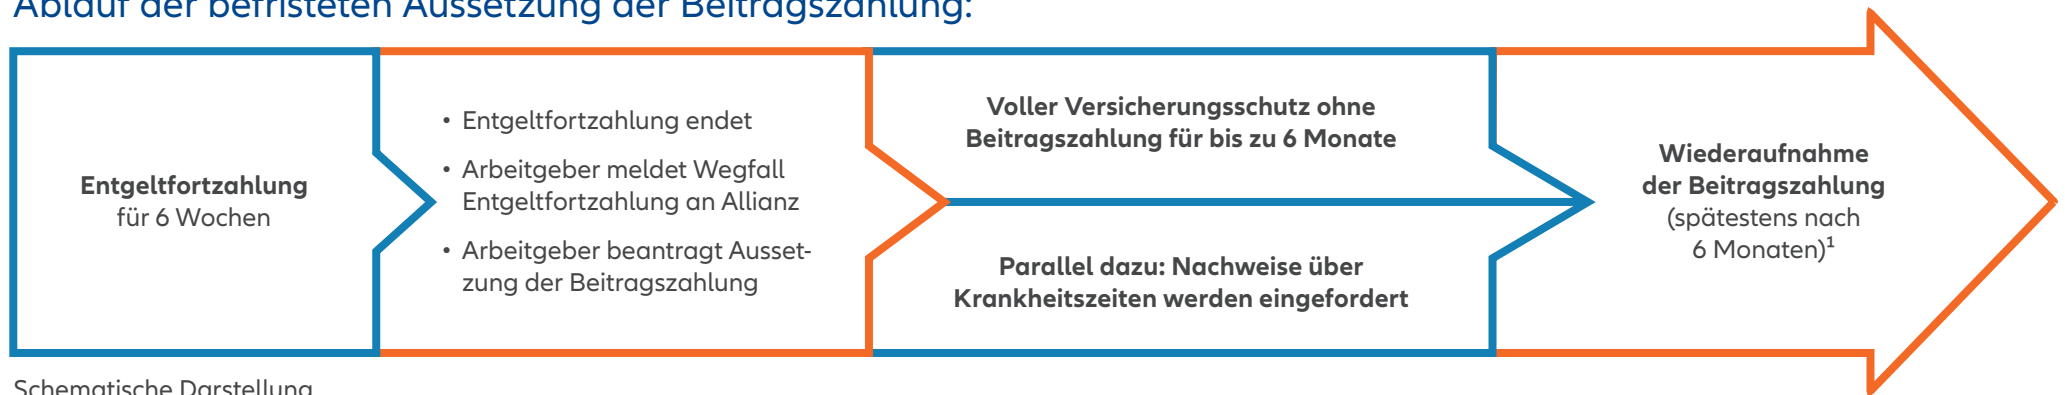 Ablauf der befristeten Aussetzung der Beitragszahlung:
Entgeltfortzahlung
für 6 Wochen
• Entgeltfortzahlung endet
• Arbeitgeber meldet Wegfall
Entgeltfortzahlung an Allianz
• Arbeitgeber beantragt Ausset-
zung der Beitragszahlung
Voller Versicherungsschutz ohne
Beitragszahlung für bis zu 6 Monate
Parallel dazu: Nachweise über
Krankheitszeiten werden eingefordert
Wiederaufnahme
der Beitragszahlung
(spätestens nach
6 Monaten)¹
Schematische Darstellung